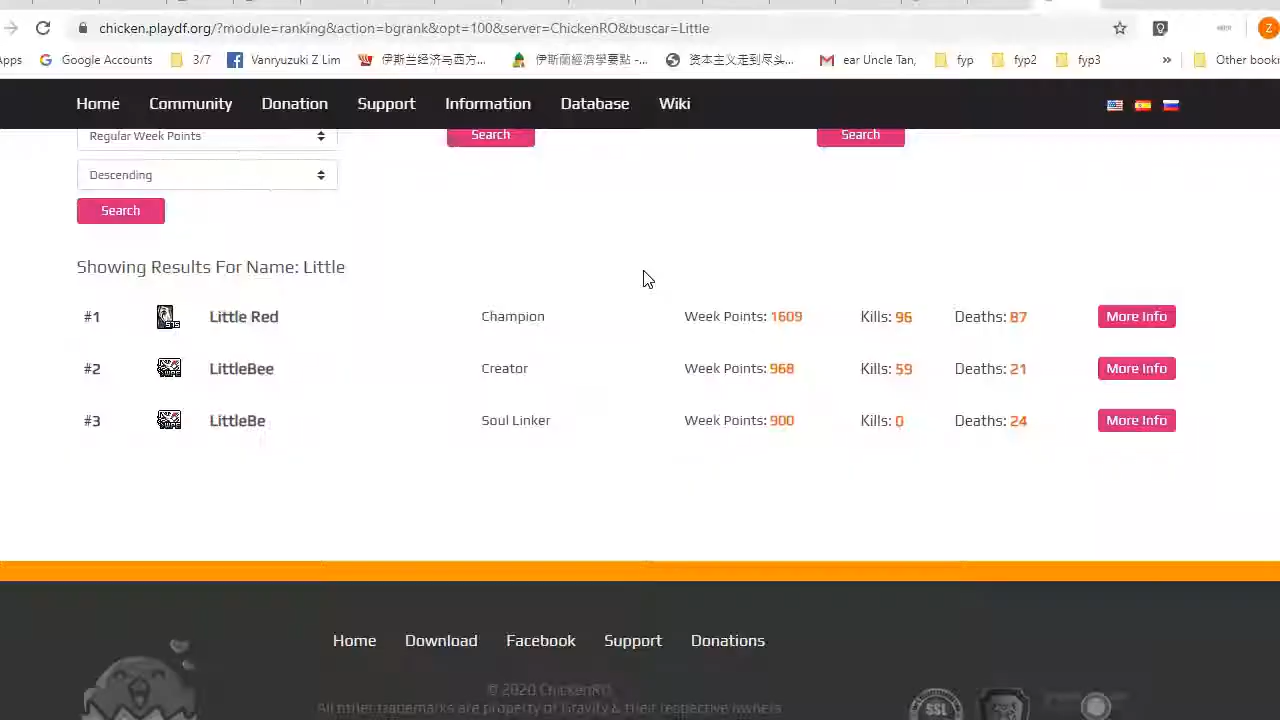 chicken.playdf.org/?module=ranking&action=bgrank&opt=100&server=ChickenRO&buscar=Little
Z
Apps Google Accounts 3/7 Vanryuzuki Z Lim 伊斯兰经济与西方... 伊斯蘭經濟學要點 -... 资本主义走到尽头... ear Uncle Tan, fyp fyp2 fyp3 » Other bookn
Home Community Donation Support Information Database Wiki
Regular Week Points Search Search
Descending
Search
Showing Results For Name: Little
#1 Little Red Champion Week Points: 1609 Kills: 96 Deaths: 87 More Info
#2 LittleBee Creator Week Points: 968 Kills: 59 Deaths: 21 More Info
#3 LittleBe Soul Linker Week Points: 900 Kills: 0 Deaths: 24 More Info
Home Download Facebook Support Donations
© 2020 ChickenRO
All other trademarks are property of Gravity & their respective owners
SSL